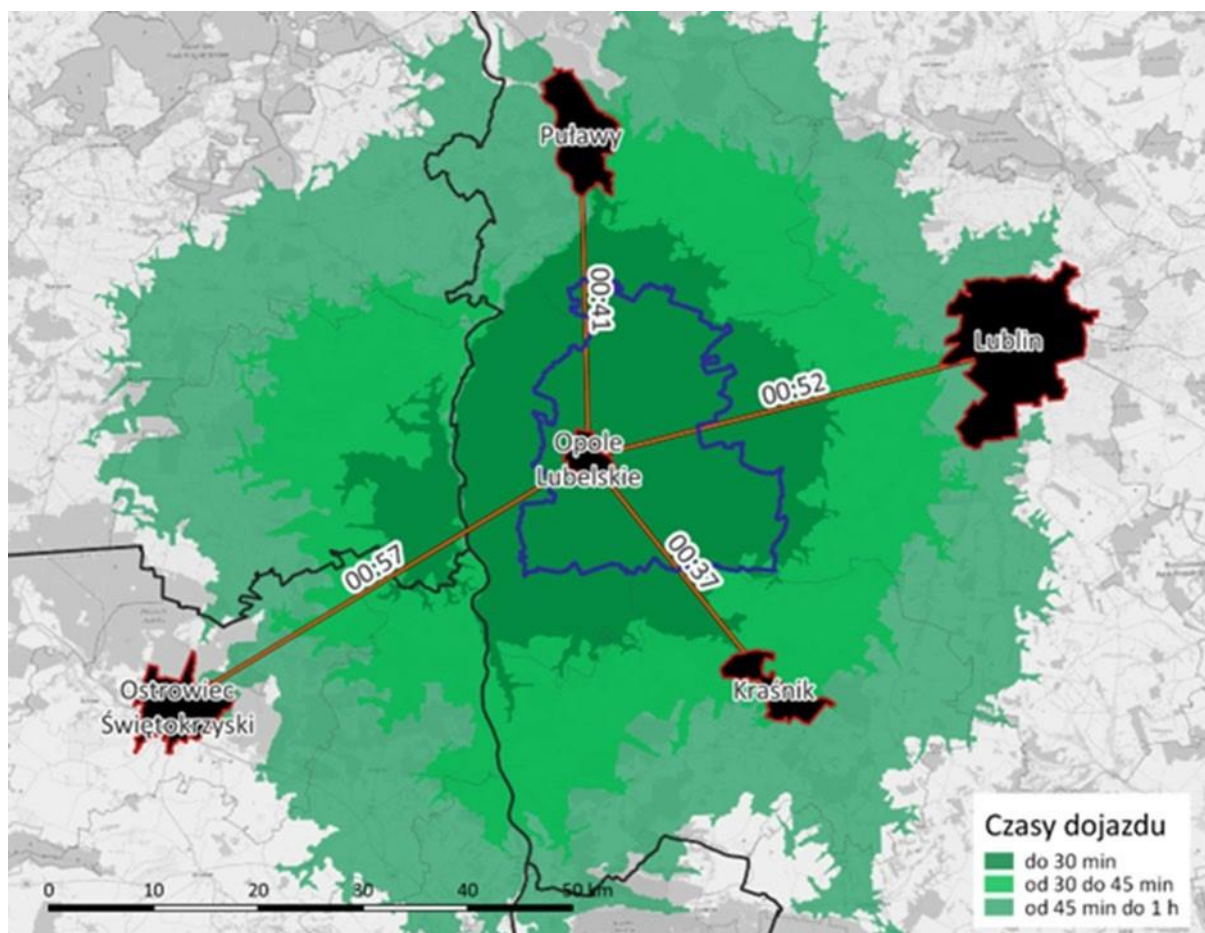 Puławy
00:41
Lublin
00:52
Opole
Lubelskie
00:37
00:57
Ostrowiec
Świętokrzyski
Kraśnik
Czasy dojazdu
do 30 min
od 30 do 45 min
od 45 min do 1 h
0 10 20 30 40 50 km